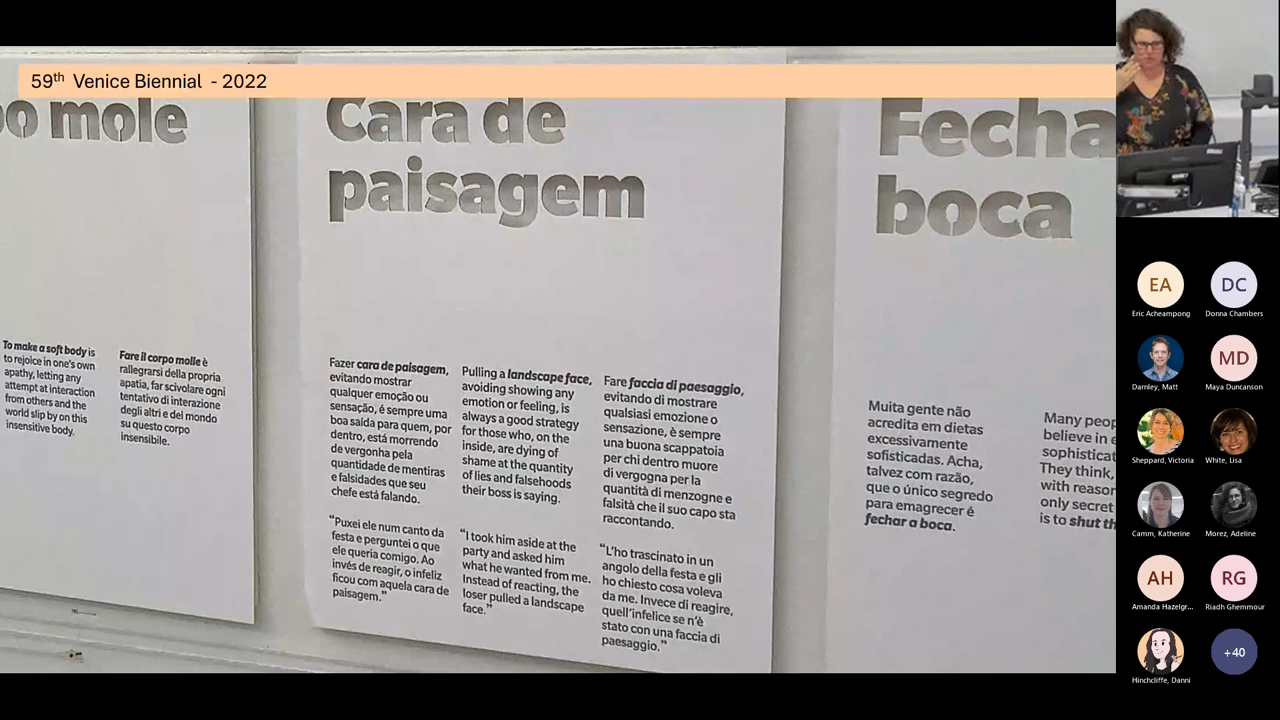 59th Venice Biennial - 2022
mole
To make a soft body is
to rejoice in one's own
apathy, letting any
attempt at interaction
from others and the
world slip by on this
insensitive body.
Fare il corpo molle è
rallegrarsi della propria
apatia, far scivolare ogni
tentativo di interazione
degli altri e del mondo
su questo corpo
insensibile.
Cara de
paisagem
Fazer cara de paisagem,
evitando mostrar
qualquer emoção ou
sensação, é sempre uma
boa saída para quem, por
dentro, está morrendo
de vergonha pela
quantidade de mentiras
e falsidades que seu
chefe está falando.
"Puxei ele num canto da
festa e perguntei o que
ele queria comigo. Ao
invés de reagir, o infeliz
ficou com aquela cara de
paisagem."
Pulling a landscape face,
avoiding showing any
emotion or feeling, is
always a good strategy
for those who, on the
inside, are dying of
shame at the quantity
of lies and falsehoods
their boss is saying.
"I took him aside at the
party and asked him
what he wanted from me.
Instead of reacting, the
loser pulled a landscape
face."
Fare faccia di paesaggio,
evitando di mostrare
qualsiasi emozione o
sensazione, è sempre
una buona scappatoia
per chi dentro muore
di vergogna per la
quantità di menzogne e
falsità che il suo capo sta
raccontando.
"L'ho trascinato in un
angolo della festa e gli
ho chiesto cosa voleva
da me. Invece di reagire,
quell'infelice se n'è
stato con una faccia di
paesaggio."
Fecha
boca
Muita gente não
acredita em dietas
excessivamente
sofisticadas. Acha,
talvez com razão,
que o único segredo
para emagrecer é
fechar a boca.
Many peop
believe in e
sophisticat
They think,
with reason
only secret
is to shut th
EA
Eric Acheampong
DC
Donna Chambers
Darnley, Matt
MD
Maya Duncanson
Sheppard, Victoria
White, Lisa
Camm, Katherine
Morez, Adeline
AH
Amanda Hazelgr...
RG
Riadh Ghemmour
Hinchcliffe, Danni
+40